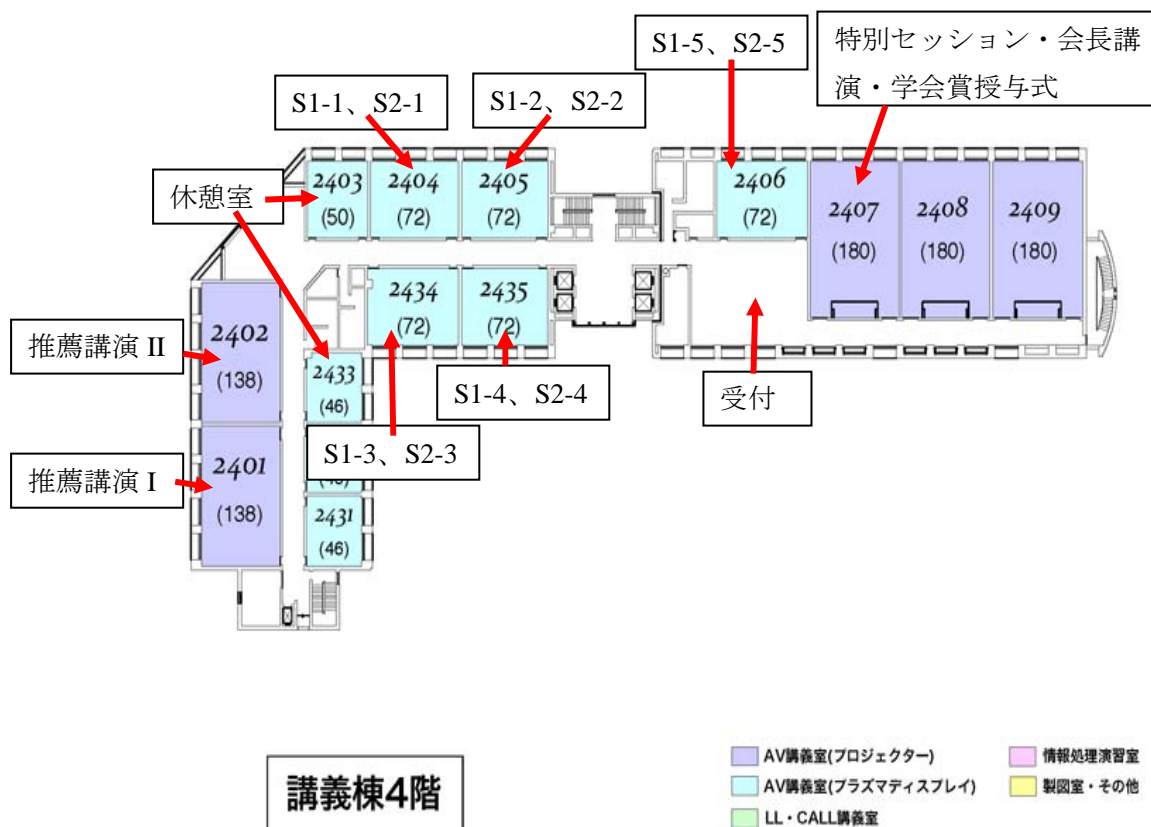 S1-5、S2-5
特別セッション・会長講
演・学会賞授与式
S1-1、S2-1
S1-2、S2-2
休憩室
2403
(50)
2404
(72)
2405
(72)
2406
(72)
2407
(180)
2408
(180)
2409
(180)
2434
(72)
2435
(72)
推薦講演 II
2402
(138)
2433
(46)
S1-4、S2-4
受付
S1-3、S2-3
推薦講演 I
2401
(138)
2431
(46)
講義棟4階
AV講義室(プロジェクター)
AV講義室(プラズマディスプレイ)
LL・CALL講義室
情報処理演習室
製図室・その他